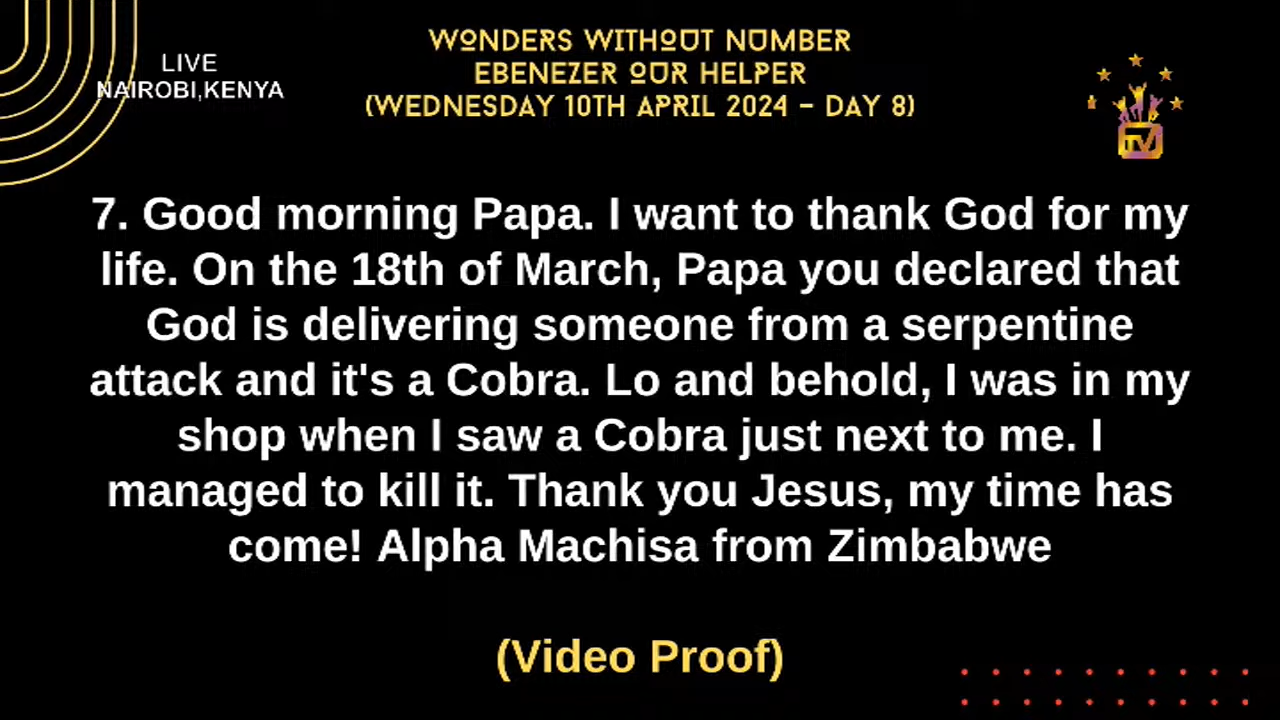 LIVE
NAIROBI,KENYA
WONDERS WITHOUT NUMBER
EBENEZER OUR HELPER
(WEDNESDAY 10TH APRIL 2024 - DAY 8)
TV
7. Good morning Papa. I want to thank God for my
life. On the 18th of March, Papa you declared that
God is delivering someone from a serpentine
attack and it's a Cobra. Lo and behold, I was in my
shop when I saw a Cobra just next to me. I
managed to kill it. Thank you Jesus, my time has
come! Alpha Machisa from Zimbabwe
(Video Proof)